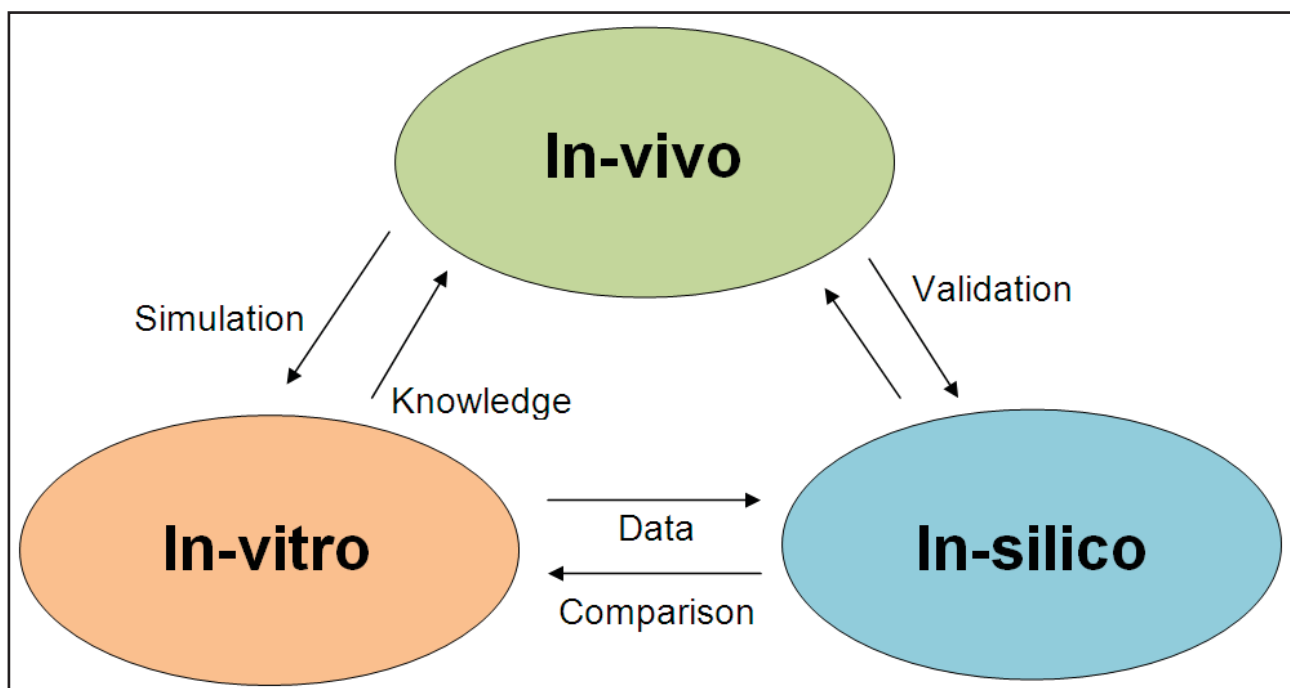 In-vivo
Validation
Simulation
Knowledge
In-vitro
Data
In-silico
Comparison